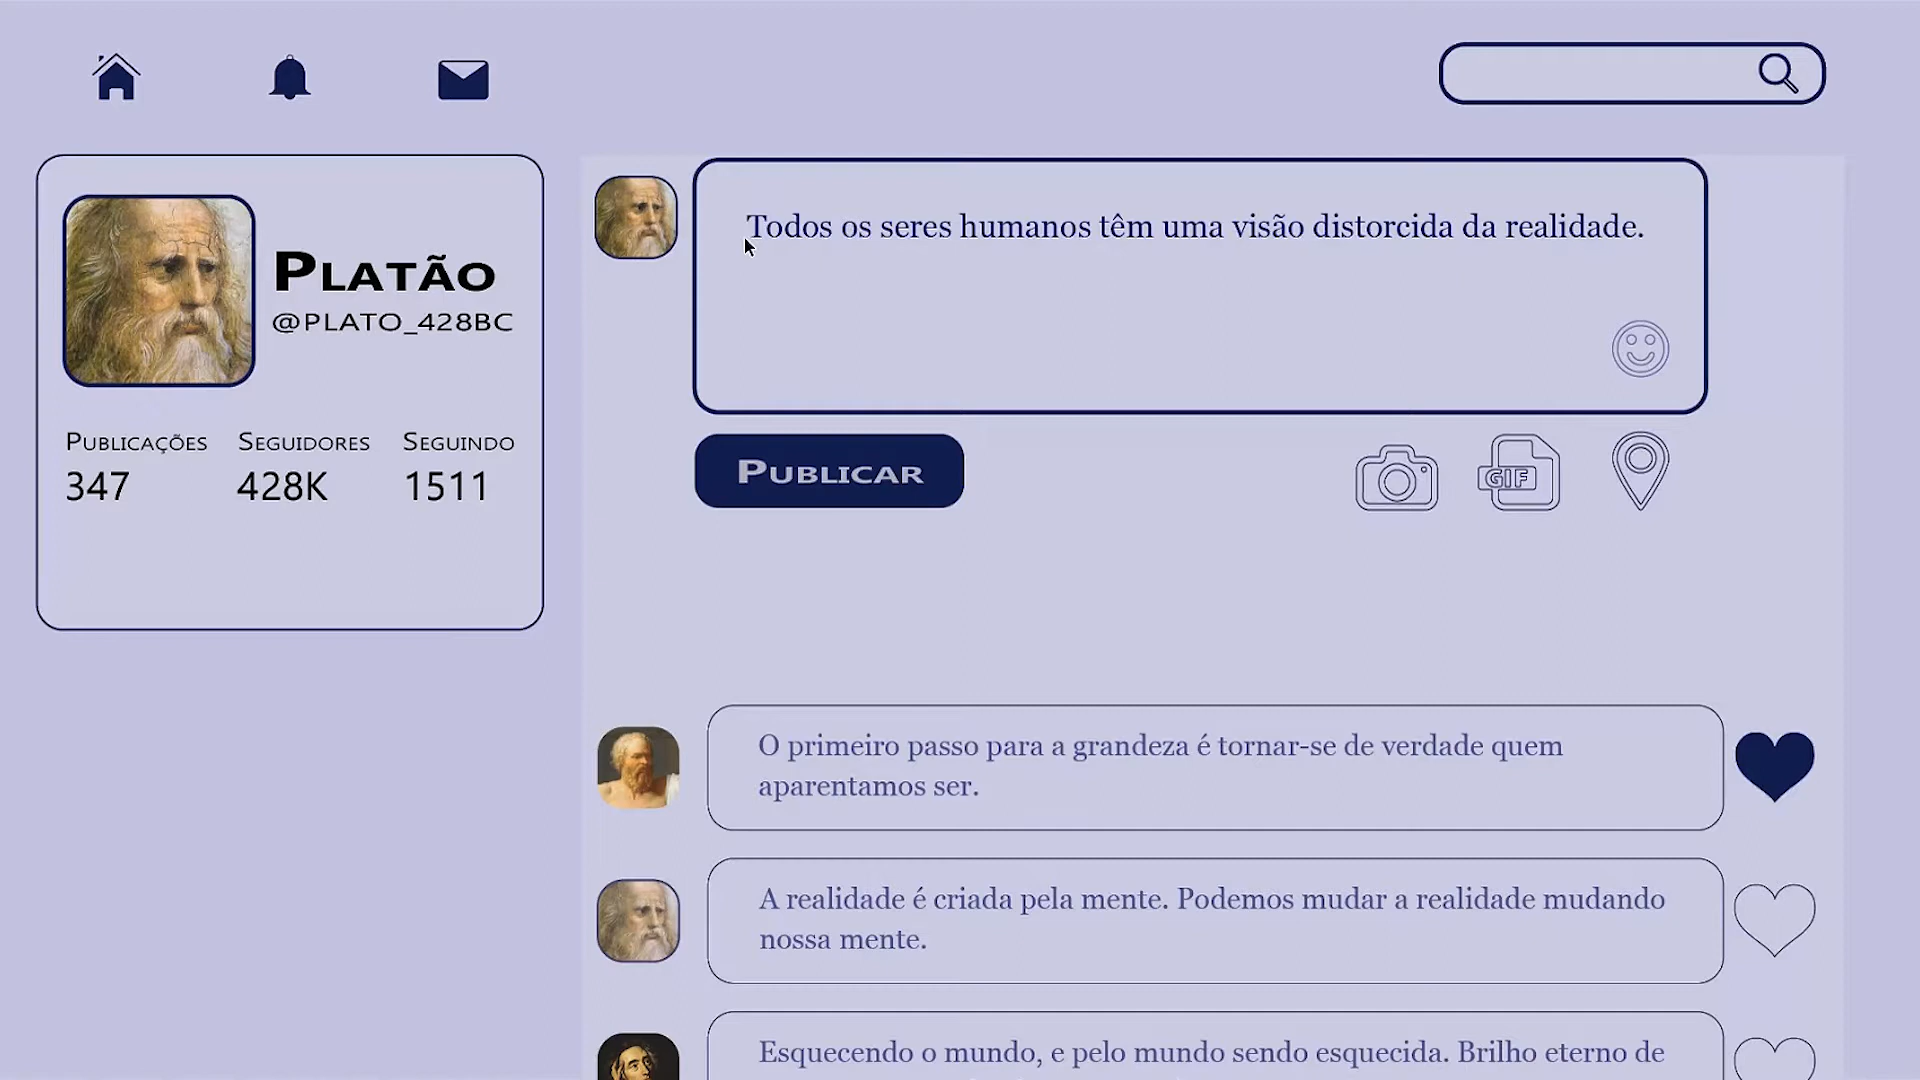 Todos os seres humanos têm uma visão distorcida da realidade.
PLATÃO
@PLATO_428BC
PUBLICAÇÕES SEGUIDORES SEGUINDO
347 428K 1511
PUBLICAR
GIF
O primeiro passo para a grandeza é tornar-se de verdade quem
aparentamos ser.
A realidade é criada pela mente. Podemos mudar a realidade mudando
nossa mente.
Esquecendo o mundo, e pelo mundo sendo esquecida. Brilho eterno de